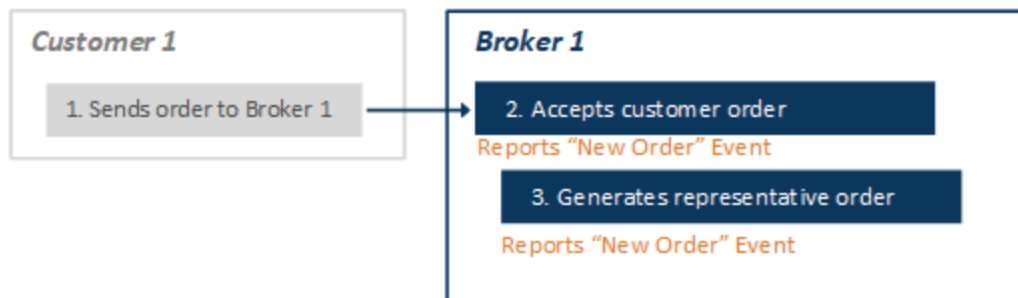 Customer 1
1. Sends order to Broker 1
Broker 1
2. Accepts customer order
Reports “New Order” Event
3. Generates representative order
Reports “New Order” Event